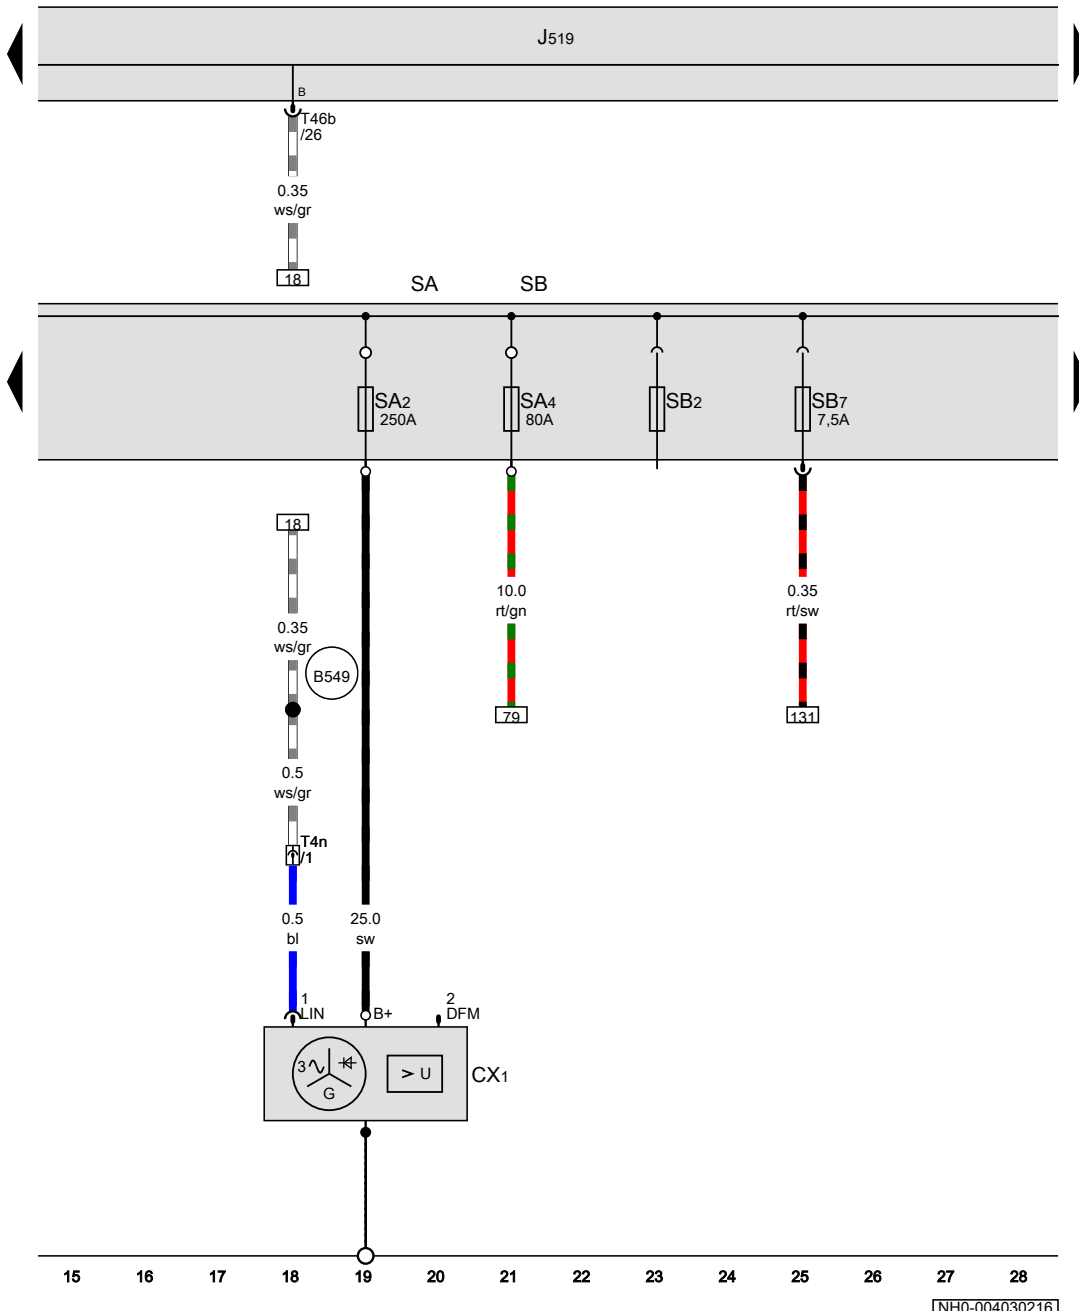 J519
B
T46b
/26
0.35
ws/gr
18
SA SB
SA2
250A
SA4
80A
SB2
SB7
7,5A
18
10.0
rt/gn
0.35
rt/sw
0.35
ws/gr
B549
79
131
0.5
ws/gr
T4n
/1
0.5
bl
25.0
sw
1
LIN
B+
2
DFM
3
G
> U
CX1
15 16 17 18 19 20 21 22 23 24 25 26 27 28
NH0-004030216